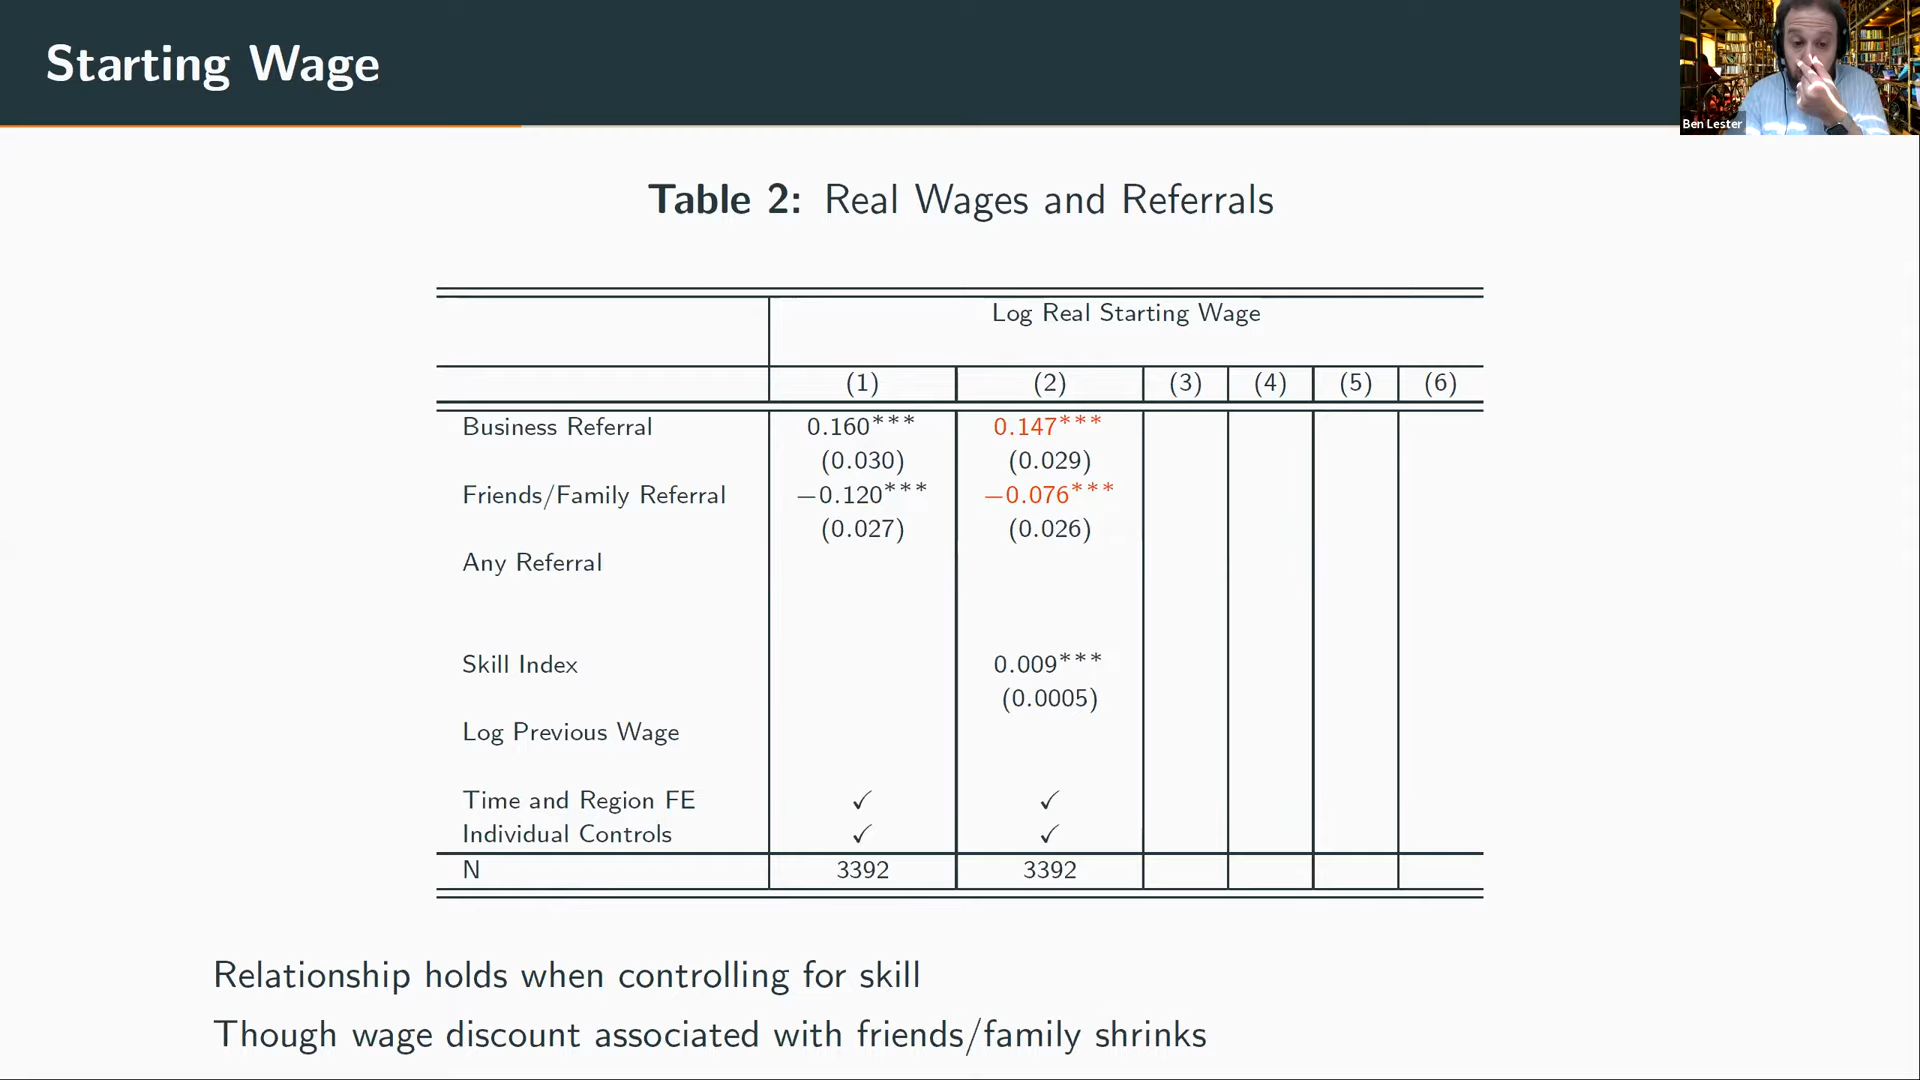 Starting Wage
Ben Lester
Table 2: Real Wages and Referrals
Log Real Starting Wage
(1) (2) (3) (4) (5) (6)
Business Referral 0.160*** 0.147***
(0.030) (0.029)
Friends/Family Referral −0.120*** −0.076***
(0.027) (0.026)
Any Referral
Skill Index 0.009***
(0.0005)
Log Previous Wage
Time and Region FE ✓ ✓
Individual Controls ✓ ✓
N 3392 3392
Relationship holds when controlling for skill
Though wage discount associated with friends/family shrinks